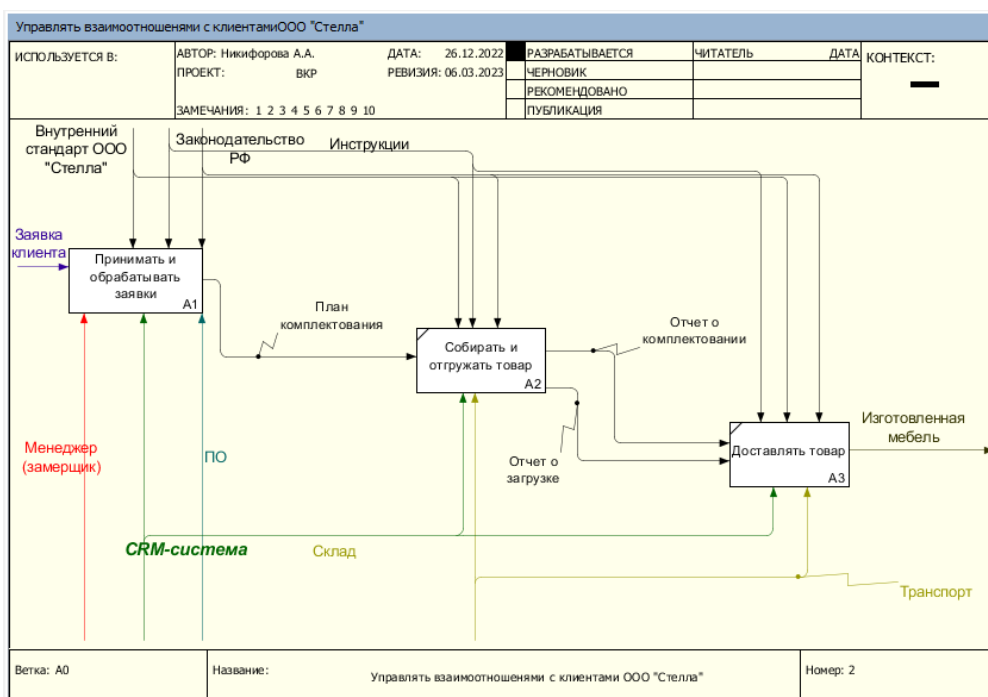 Управлять взаимоотношенями с клиентамиООО "Стелла"
ИСПОЛЬЗУЕТСЯ В:
АВТОР: Никифорова А.А.
ДАТА: 26.12.2022
ПРОЕКТ: ВКР
РЕВИЗИЯ: 06.03.2023
ЗАМЕЧАНИЯ: 1 2 3 4 5 6 7 8 9 10
РАЗРАБАТЫВАЕТСЯ
ЧЕРНОВИК
РЕКОМЕНДОВАНО
ПУБЛИКАЦИЯ
ЧИТАТЕЛЬ
ДАТА
КОНТЕКСТ:
Внутренний
стандарт ООО
"Стелла"
Законодательство
РФ
Инструкции
Заявка
клиента
Принимать и
обрабатывать
заявки
A1
План
комплектования
Собирать и
отгружать товар
A2
Отчет о
комплектовании
Отчет о
загрузке
Доставлять товар
A3
Изготовленная
мебель
Менеджер
(замерщик)
ПО
CRM-система
Склад
Транспорт
Ветка: A0
Название:
Управлять взаимоотношенями с клиентами ООО "Стелла"
Номер: 2